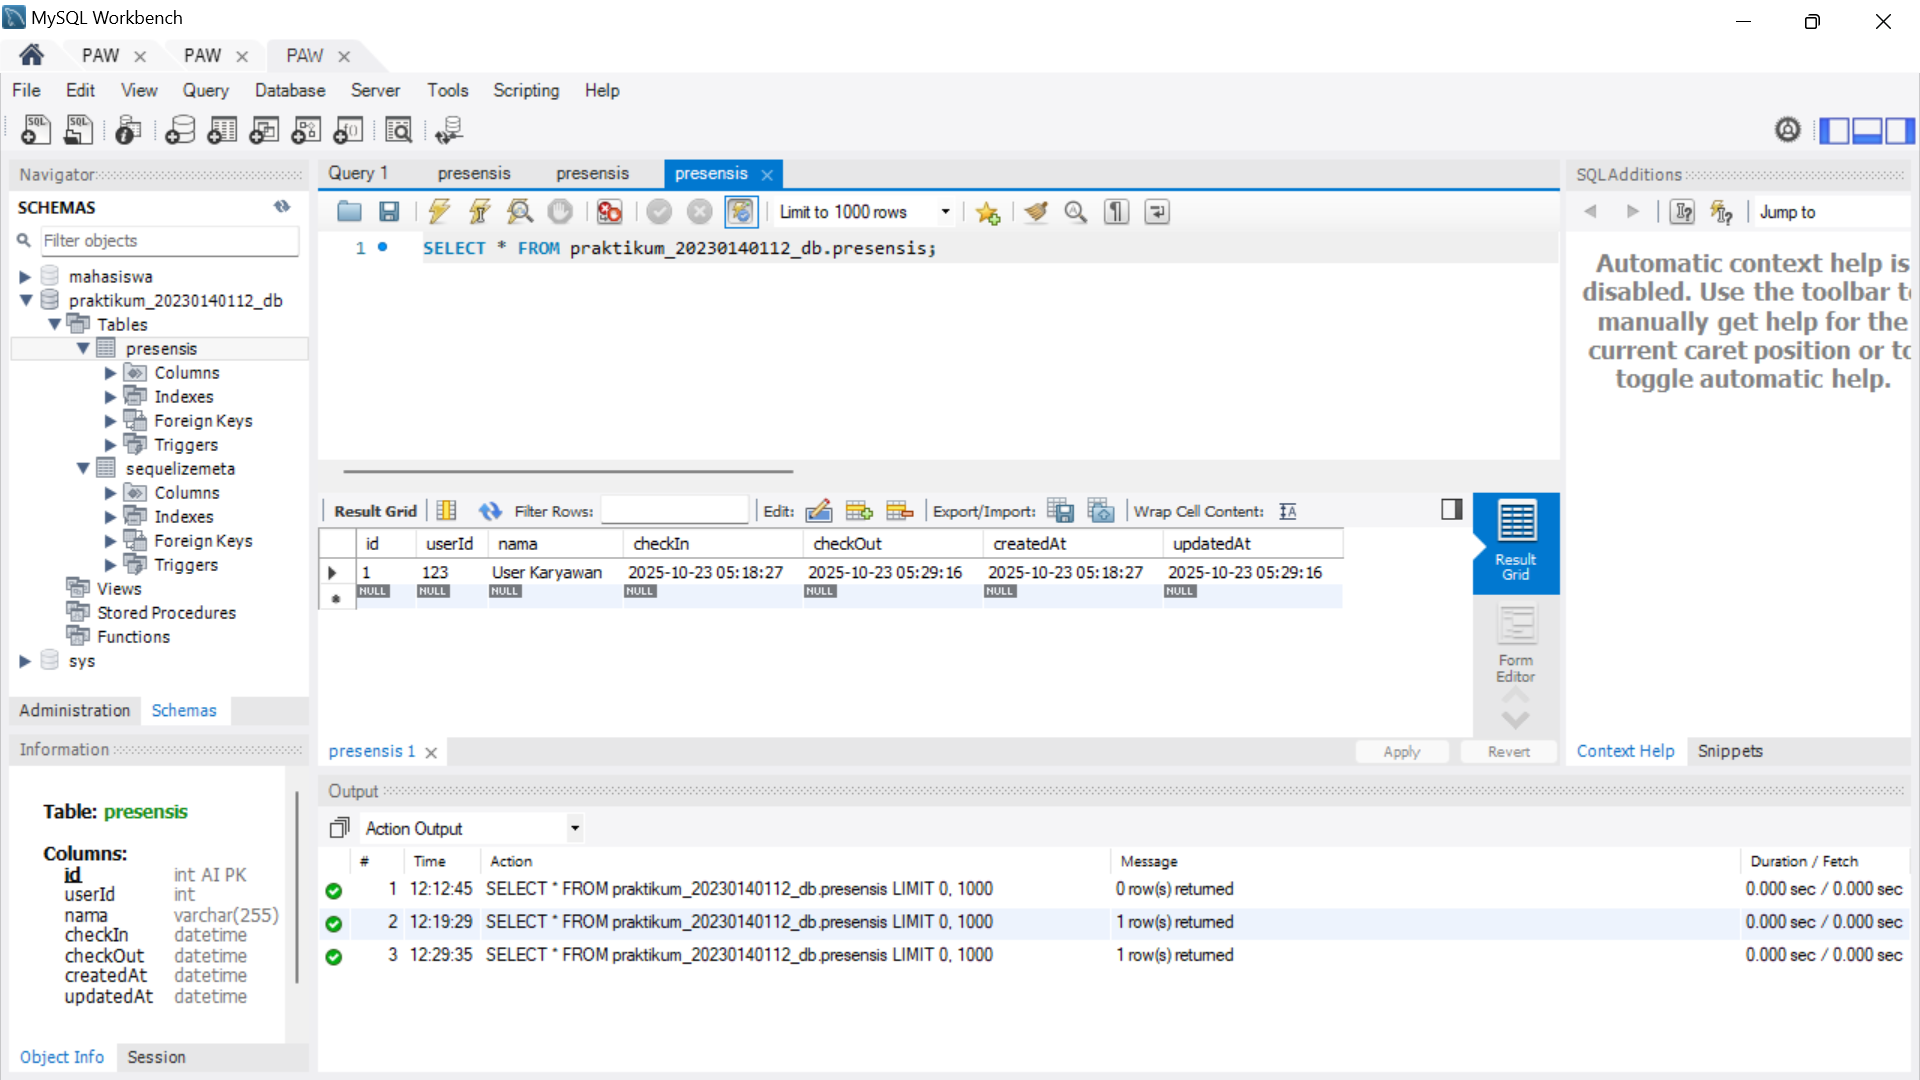 MySQL Workbench
PAW PAW PAW
File Edit View Query Database Server Tools Scripting Help
Navigator
SCHEMAS
Filter objects
mahasiswa
praktikum_20230140112_db
Tables
presensis
Columns
Indexes
Foreign Keys
Triggers
sequelizemeta
Columns
Indexes
Foreign Keys
Triggers
Views
Stored Procedures
Functions
sys
Administration Schemas
Information
Table: presensis
Columns:
id int AI PK
userId int
nama varchar(255)
checkIn datetime
checkOut datetime
createdAt datetime
updatedAt datetime
Object Info Session
Query 1 presensis presensis presensis
Limit to 1000 rows
1 SELECT * FROM praktikum_20230140112_db.presensis;
Result Grid Filter Rows: Edit: Export/Import: Wrap Cell Content:
id userId nama checkIn checkOut createdAt updatedAt
1 123 User Karyawan 2025-10-23 05:18:27 2025-10-23 05:29:16 2025-10-23 05:18:27 2025-10-23 05:29:16
NULL NULL NULL NULL NULL NULL NULL
Result
Grid
Form
Editor
presensis 1 Apply Revert
SQLAdditions
Jump to
Automatic context help is
disabled. Use the toolbar to
manually get help for the
current caret position or to
toggle automatic help.
Context Help Snippets
Output
Action Output
# Time Action Message Duration / Fetch
1 12:12:45 SELECT * FROM praktikum_20230140112_db.presensis LIMIT 0, 1000 0 row(s) returned 0.000 sec / 0.000 sec
2 12:19:29 SELECT * FROM praktikum_20230140112_db.presensis LIMIT 0, 1000 1 row(s) returned 0.000 sec / 0.000 sec
3 12:29:35 SELECT * FROM praktikum_20230140112_db.presensis LIMIT 0, 1000 1 row(s) returned 0.000 sec / 0.000 sec